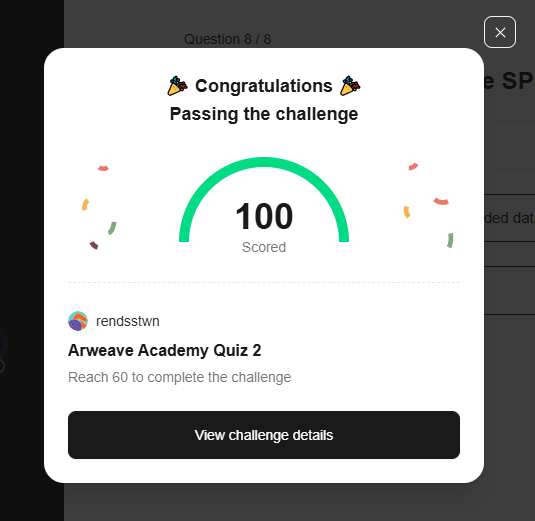 Question 8 / 8
Congratulations
Passing the challenge
e SP
100
Scored
ded dat
rendsstwn
Arweave Academy Quiz 2
Reach 60 to complete the challenge
View challenge details